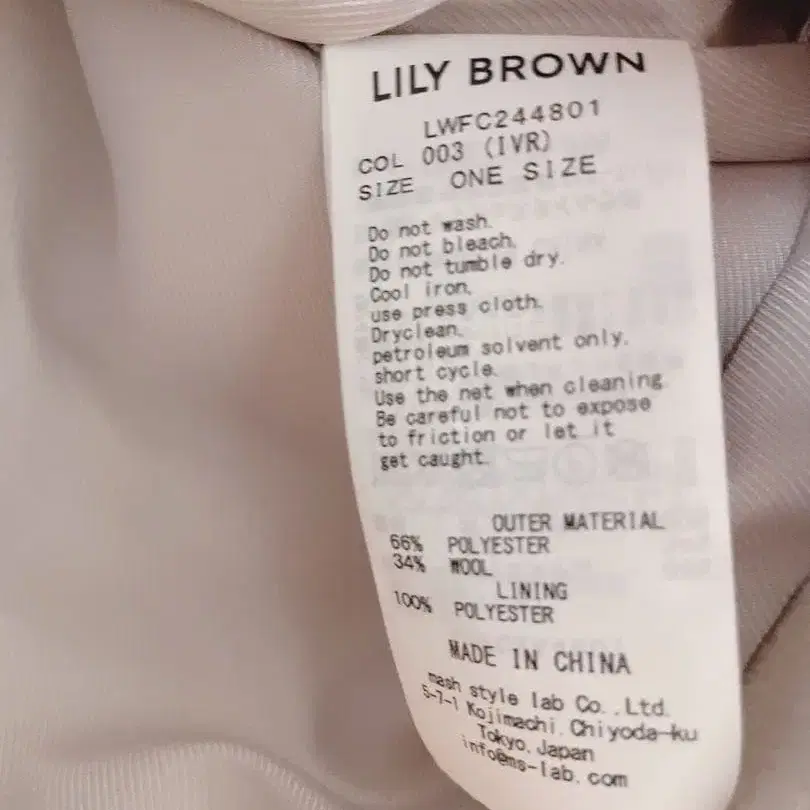 LILY BROWN
LWFC244801
COL 003 (IVR)
SIZE ONE SIZE
Do not wash.
Do not bleach.
Do not tumble dry.
Cool iron,
use press cloth.
Dryclean,
petroleum solvent only,
short cycle.
Use the net when cleaning.
Be careful not to expose
to friction or let it
get caught.
OUTER MATERIAL
66% POLYESTER
34% WOOL
LINING
100% POLYESTER
MADE IN CHINA
mash style lab Co.,Ltd.
5-7-1 Kojimachi,Chiyoda-ku
Tokyo,Japan
info@ms-lab.com